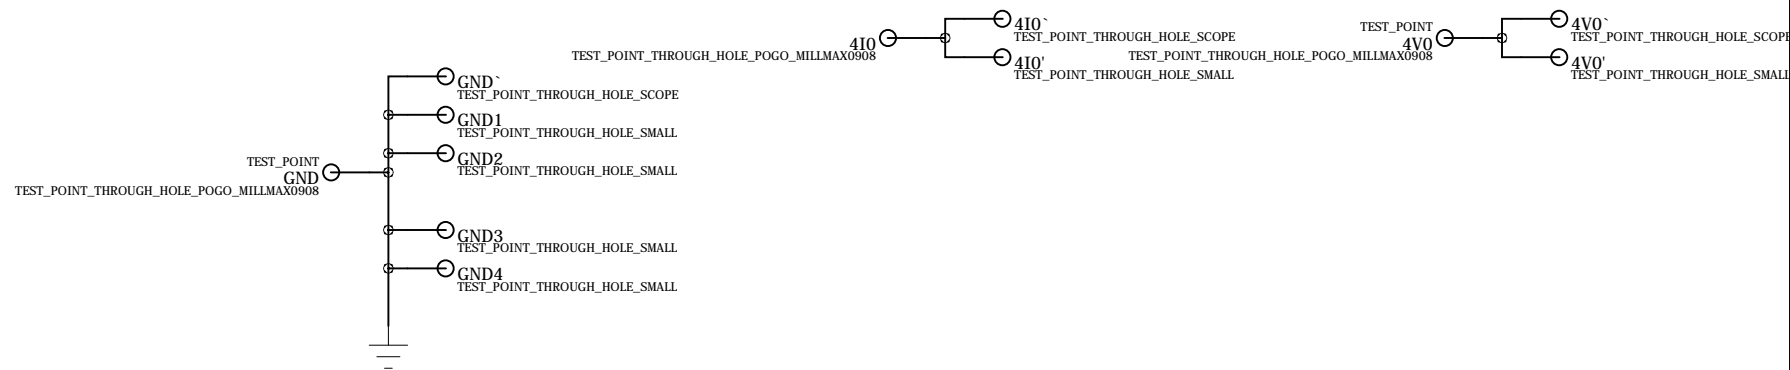 4I0`
TEST_POINT_THROUGH_HOLE_SCOPE
4I0
TEST_POINT_THROUGH_HOLE_POGO_MILLMAX0908
4I0'
TEST_POINT_THROUGH_HOLE_SMALL
TEST_POINT
4V0
TEST_POINT_THROUGH_HOLE_POGO_MILLMAX0908
4V0`
TEST_POINT_THROUGH_HOLE_SCOPE
4V0'
TEST_POINT_THROUGH_HOLE_SMALL
GND`
TEST_POINT_THROUGH_HOLE_SCOPE
GND1
TEST_POINT_THROUGH_HOLE_SMALL
GND2
TEST_POINT_THROUGH_HOLE_SMALL
TEST_POINT
GND
TEST_POINT_THROUGH_HOLE_POGO_MILLMAX0908
GND3
TEST_POINT_THROUGH_HOLE_SMALL
GND4
TEST_POINT_THROUGH_HOLE_SMALL